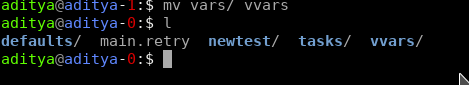 aditya@aditya-1:$ mv vars/ vvars
aditya@aditya-0:$ l
defaults/ main.retry newtest/ tasks/ vvars/
aditya@aditya-0:$